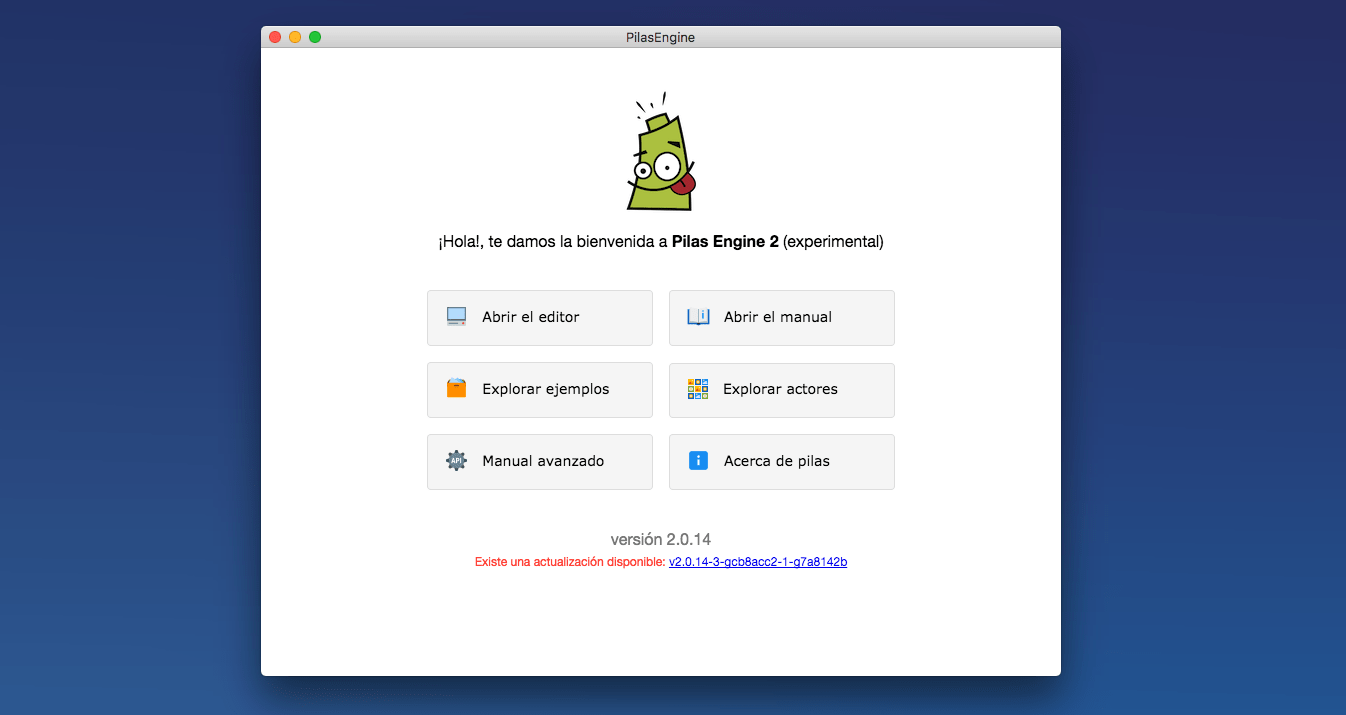 PilasEngine
¡Hola!, te damos la bienvenida a Pilas Engine 2 (experimental)
Abrir el editor
Abrir el manual
Explorar ejemplos
Explorar actores
API
Manual avanzado
Acerca de pilas
versión 2.0.14
Existe una actualización disponible: v2.0.14-3-gcb8acc2-1-g7a8142b